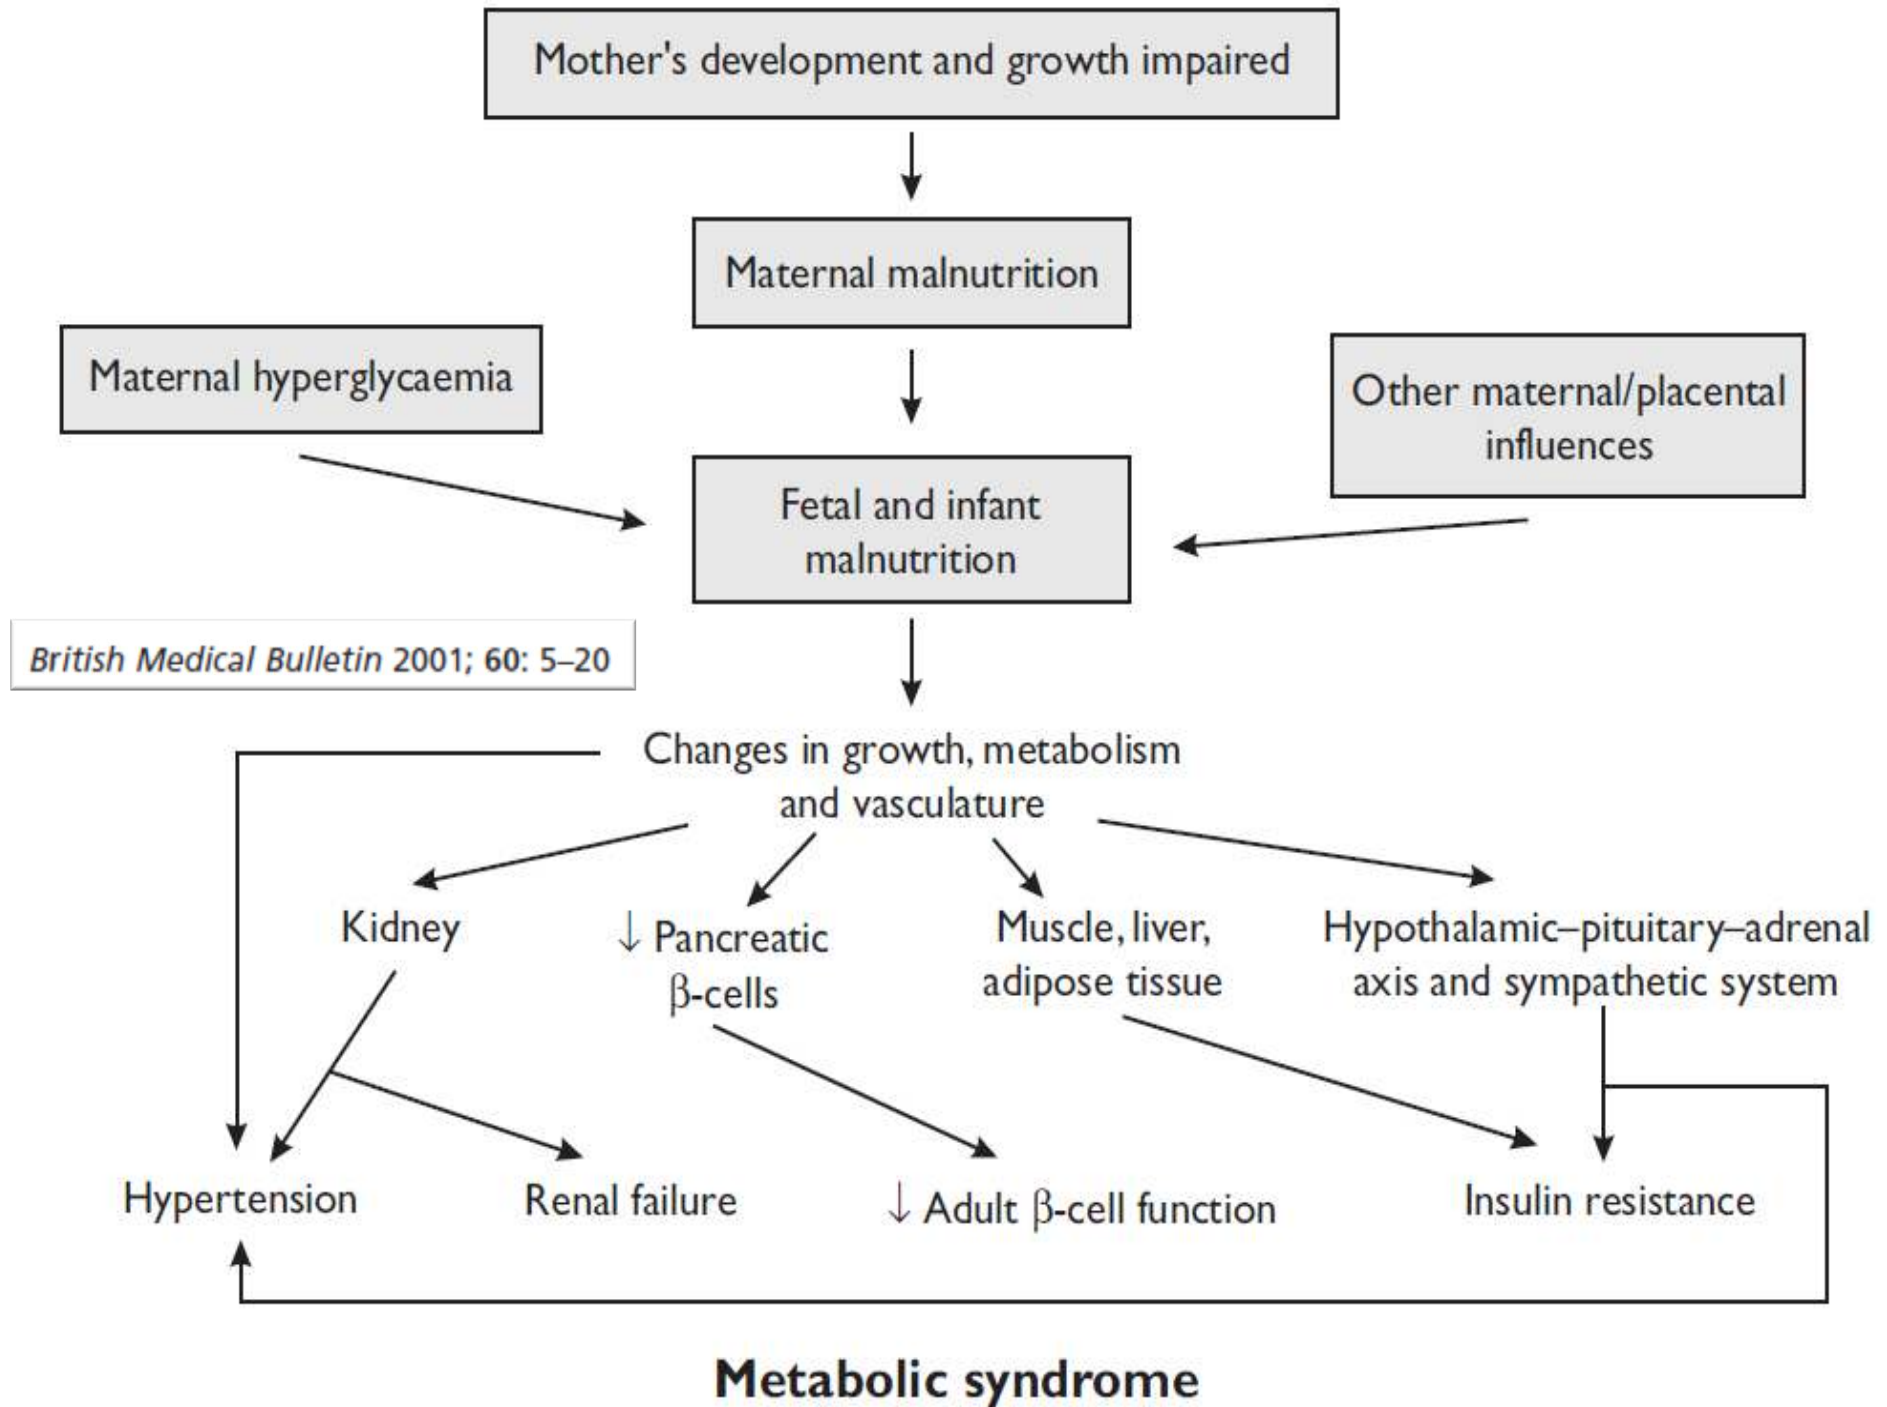 Mother's development and growth impaired
Maternal malnutrition
Maternal hyperglycaemia
Other maternal/placental
influences
Fetal and infant
malnutrition
British Medical Bulletin 2001; 60: 5–20
Changes in growth, metabolism
and vasculature
Kidney
↓ Pancreatic
β-cells
Muscle, liver,
adipose tissue
Hypothalamic–pituitary–adrenal
axis and sympathetic system
Hypertension
Renal failure
↓ Adult β-cell function
Insulin resistance
Metabolic syndrome